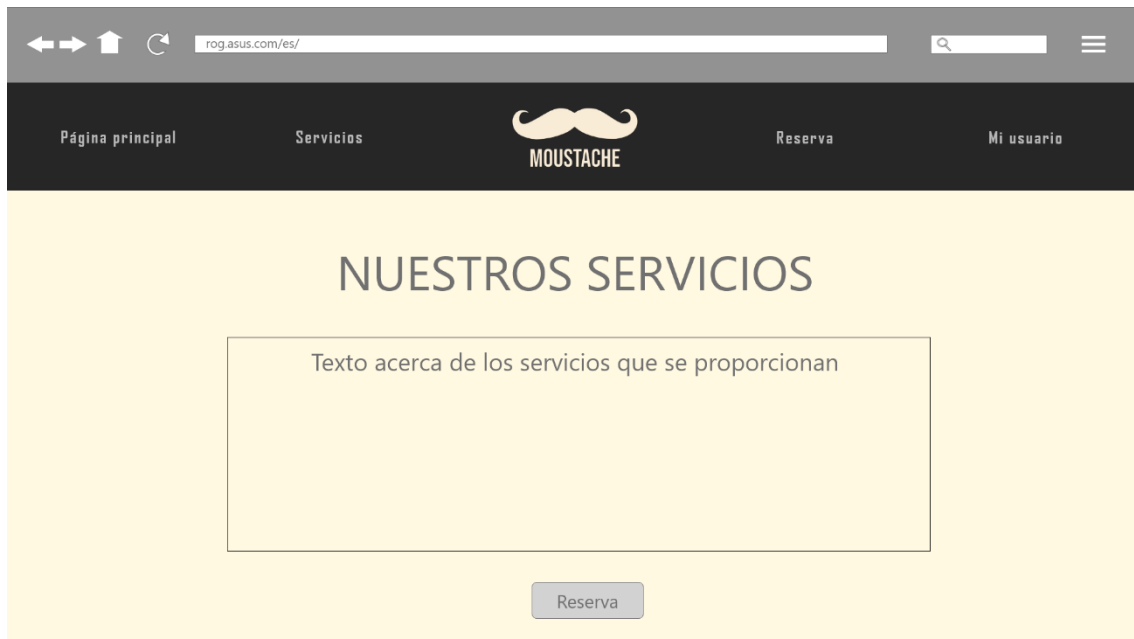 rog.asus.com/es/
Página principal
Servicios
MOUSTACHE
Reserva
Mi usuario
NUESTROS SERVICIOS
Texto acerca de los servicios que se proporcionan
Reserva